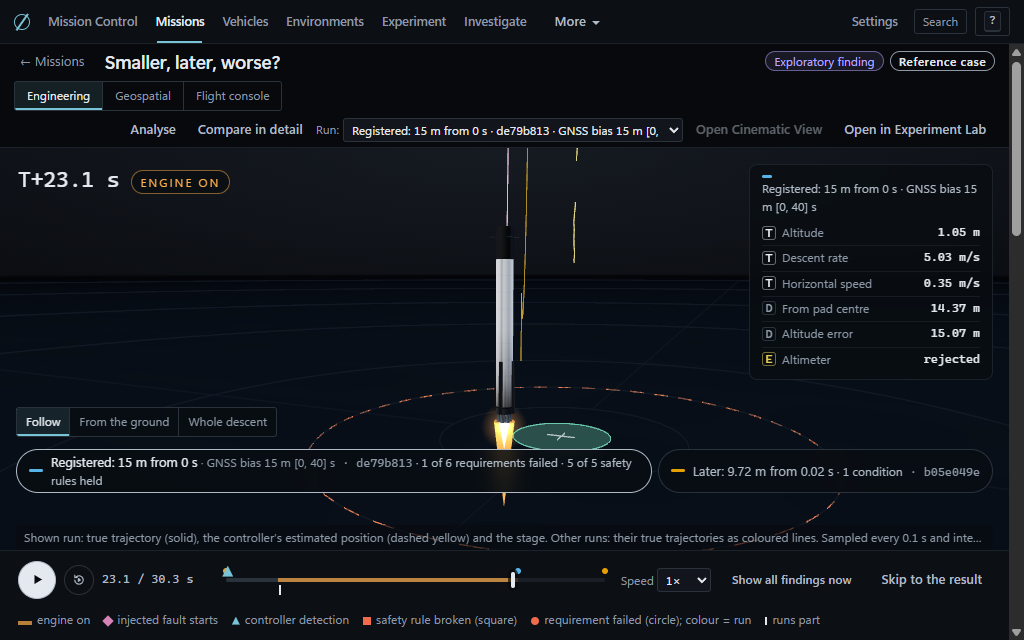 Mission Control Missions Vehicles Environments Experiment Investigate More Settings Search ?
← Missions Smaller, later, worse? Exploratory finding Reference case
Engineering Geospatial Flight console
Analyse Compare in detail Run: Registered: 15 m from 0 s · de79b813 · GNSS bias 15 m [0, Open Cinematic View Open in Experiment Lab
T+23.1 s ENGINE ON
Registered: 15 m from 0 s · GNSS bias 15
m [0, 40] s
T Altitude 1.05 m
T Descent rate 5.03 m/s
T Horizontal speed 0.35 m/s
D From pad centre 14.37 m
D Altitude error 15.07 m
E Altimeter rejected
Follow From the ground Whole descent
Registered: 15 m from 0 s · GNSS bias 15 m [0, 40] s · de79b813 · 1 of 6 requirements failed · 5 of 5 safety
rules held
Later: 9.72 m from 0.02 s · 1 condition · b05e049e
Shown run: true trajectory (solid), the controller's estimated position (dashed yellow) and the stage. Other runs: their true trajectories as coloured lines. Sampled every 0.1 s and inte...
23.1 / 30.3 s Speed 1× Show all findings now Skip to the result
engine on injected fault starts controller detection safety rule broken (square) requirement failed (circle); colour = run runs part